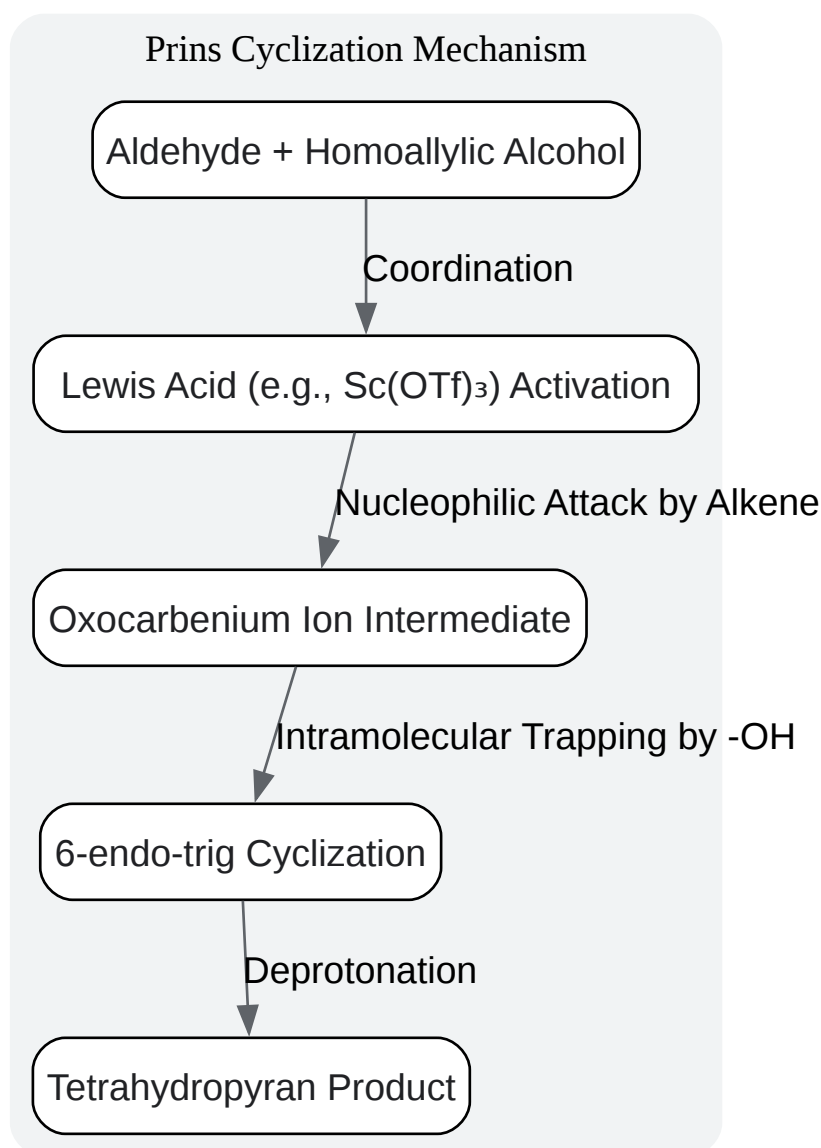 Prins Cyclization Mechanism
Aldehyde + Homoallylic Alcohol
Coordination
Lewis Acid (e.g., Sc(OTf)₃) Activation
Nucleophilic Attack by Alkene
Oxocarbenium Ion Intermediate
Intramolecular Trapping by -OH
6-endo-trig Cyclization
Deprotonation
Tetrahydropyran Product